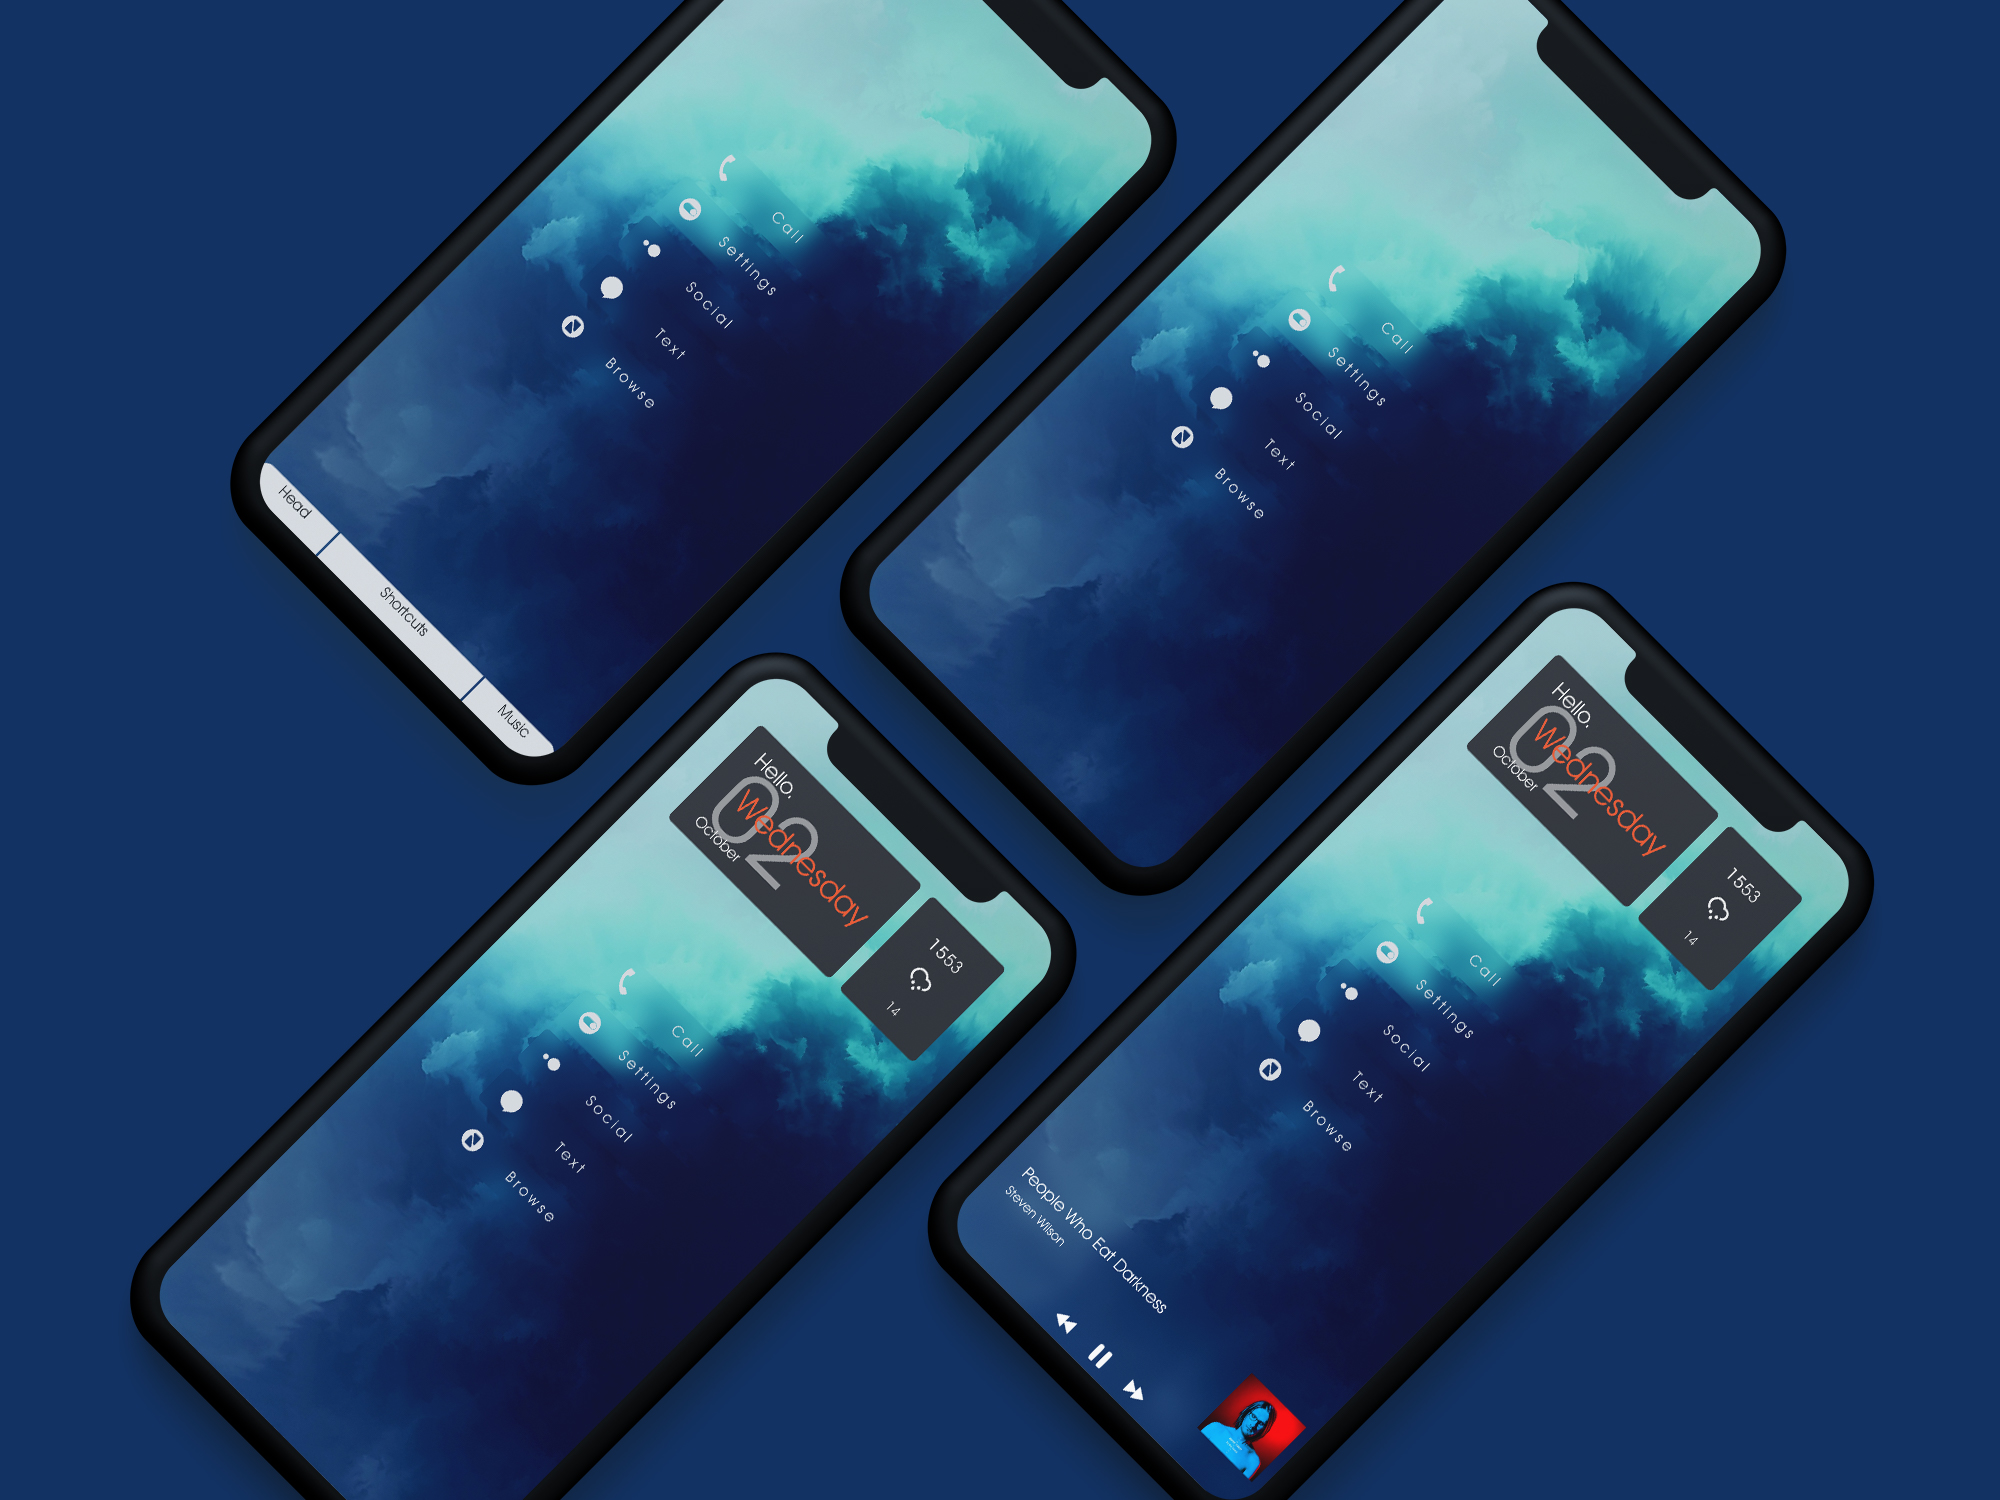 Call
Settings
Social
Text
Browse
Head
Shortcuts
Music
Call
Settings
Social
Text
Browse
Hello.
02
Wednesday
October
1553
14
Call
Settings
Social
Text
Browse
Hello.
02
Wednesday
October
1553
14
Call
Settings
Social
Text
Browse
People Who Eat Darkness
Steven Wilson